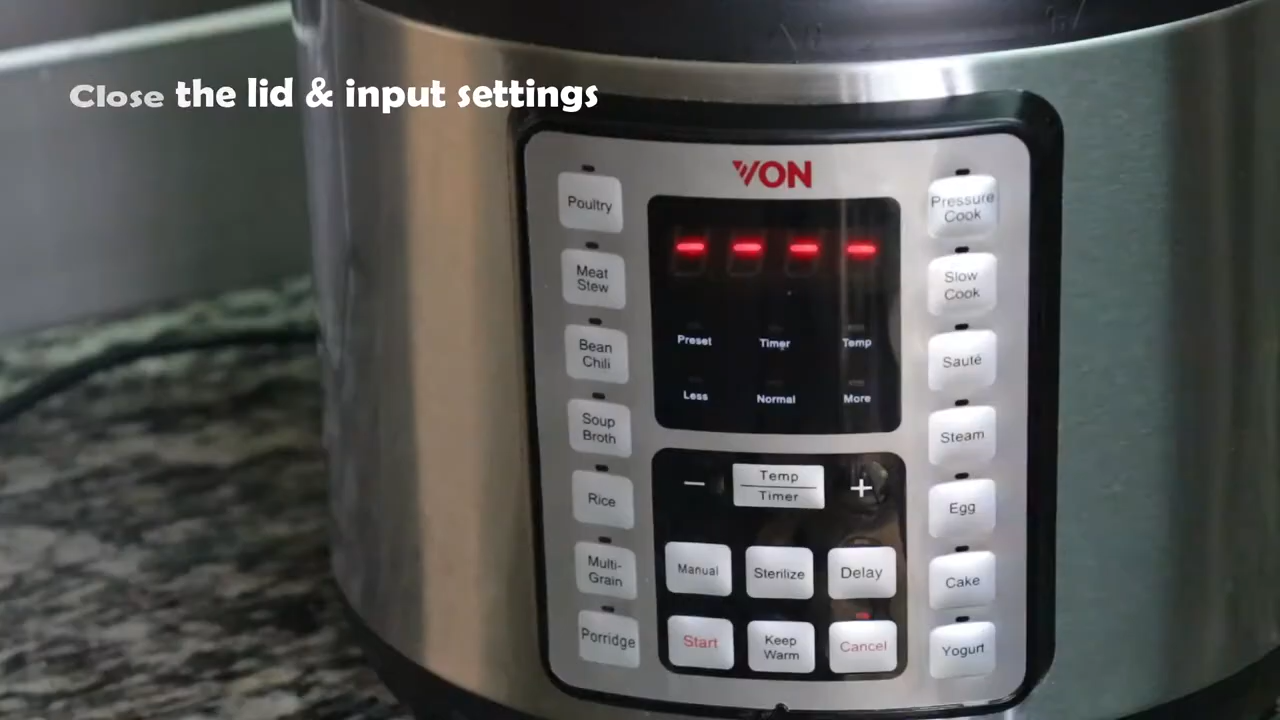 Close the lid & input settings
VON
Poultry
Meat
Stew
Bean
Chili
Soup
Broth
Rice
Multi-
Grain
Porridge
Preset Timer Temp
Less Normal More
− Temp +
Timer
Manual Sterilize Delay
Start Keep
Warm Cancel
Pressure
Cook
Slow
Cook
Sauté
Steam
Egg
Cake
Yogurt